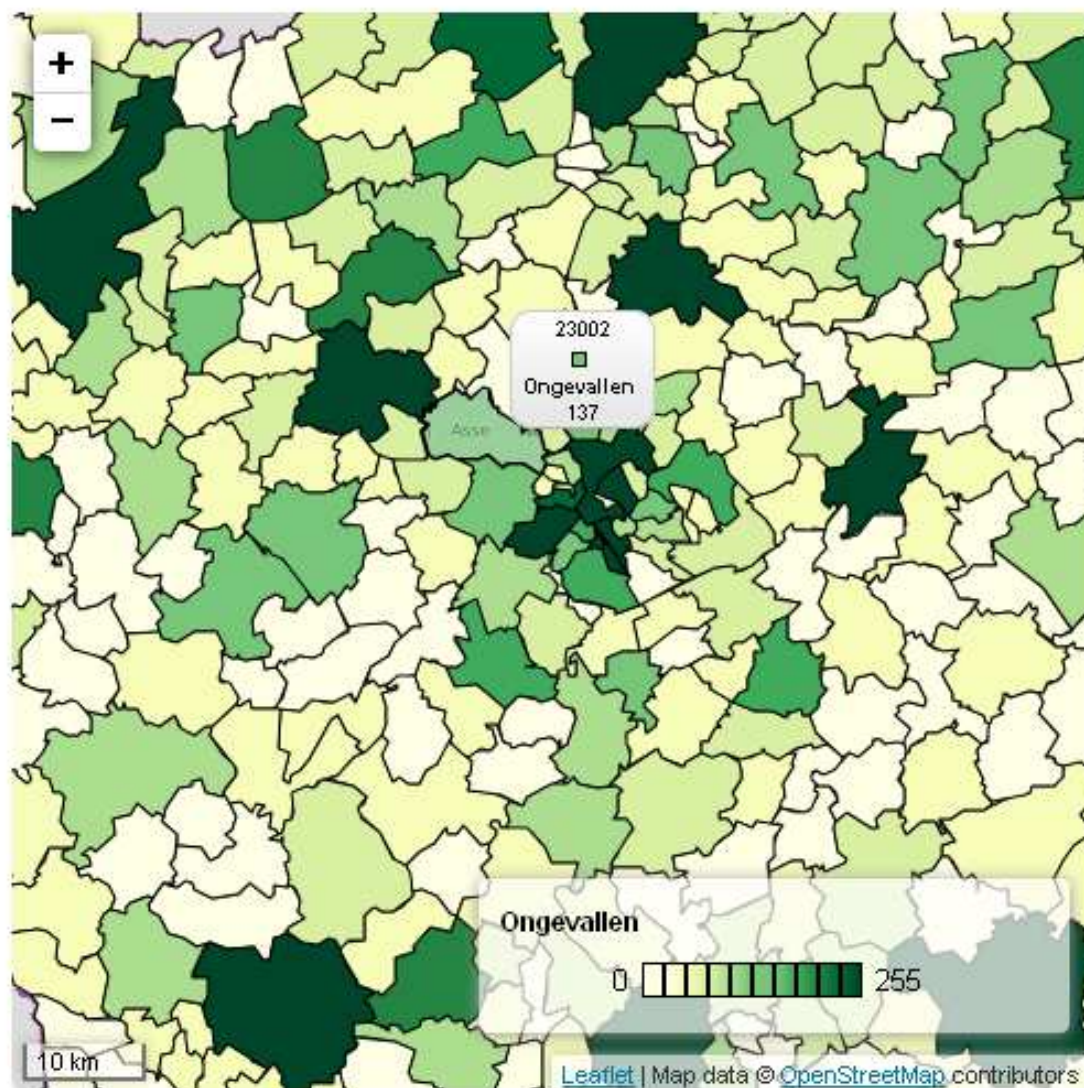 +
−
23002
Ongevallen
137
Asse
Ongevallen
0 255
10 km
Leaflet | Map data © OpenStreetMap contributors